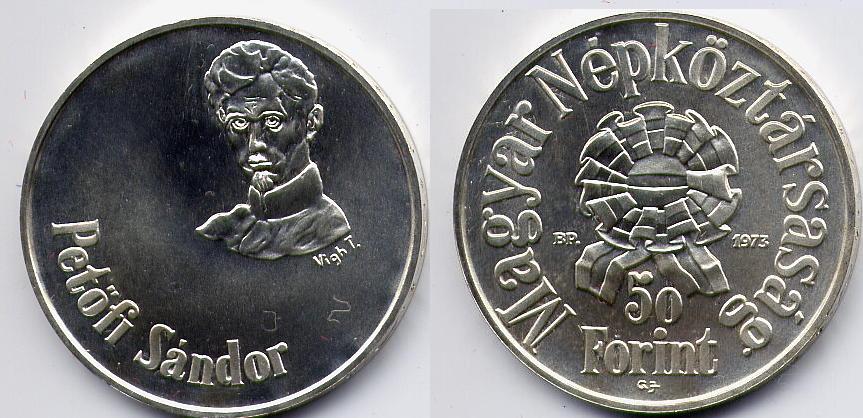 Vigh T.
Petőfi Sándor
Magyar Népköztársaság
BP. 1973
50
Forint